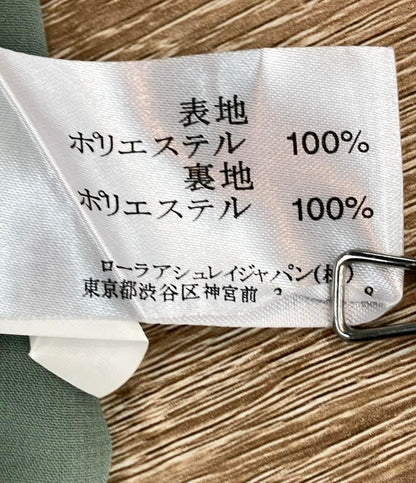 表地
ポリエステル 100%
裏地
ポリエステル 100%
ローラアシュレイジャパン(株)
東京都渋谷区神宮前